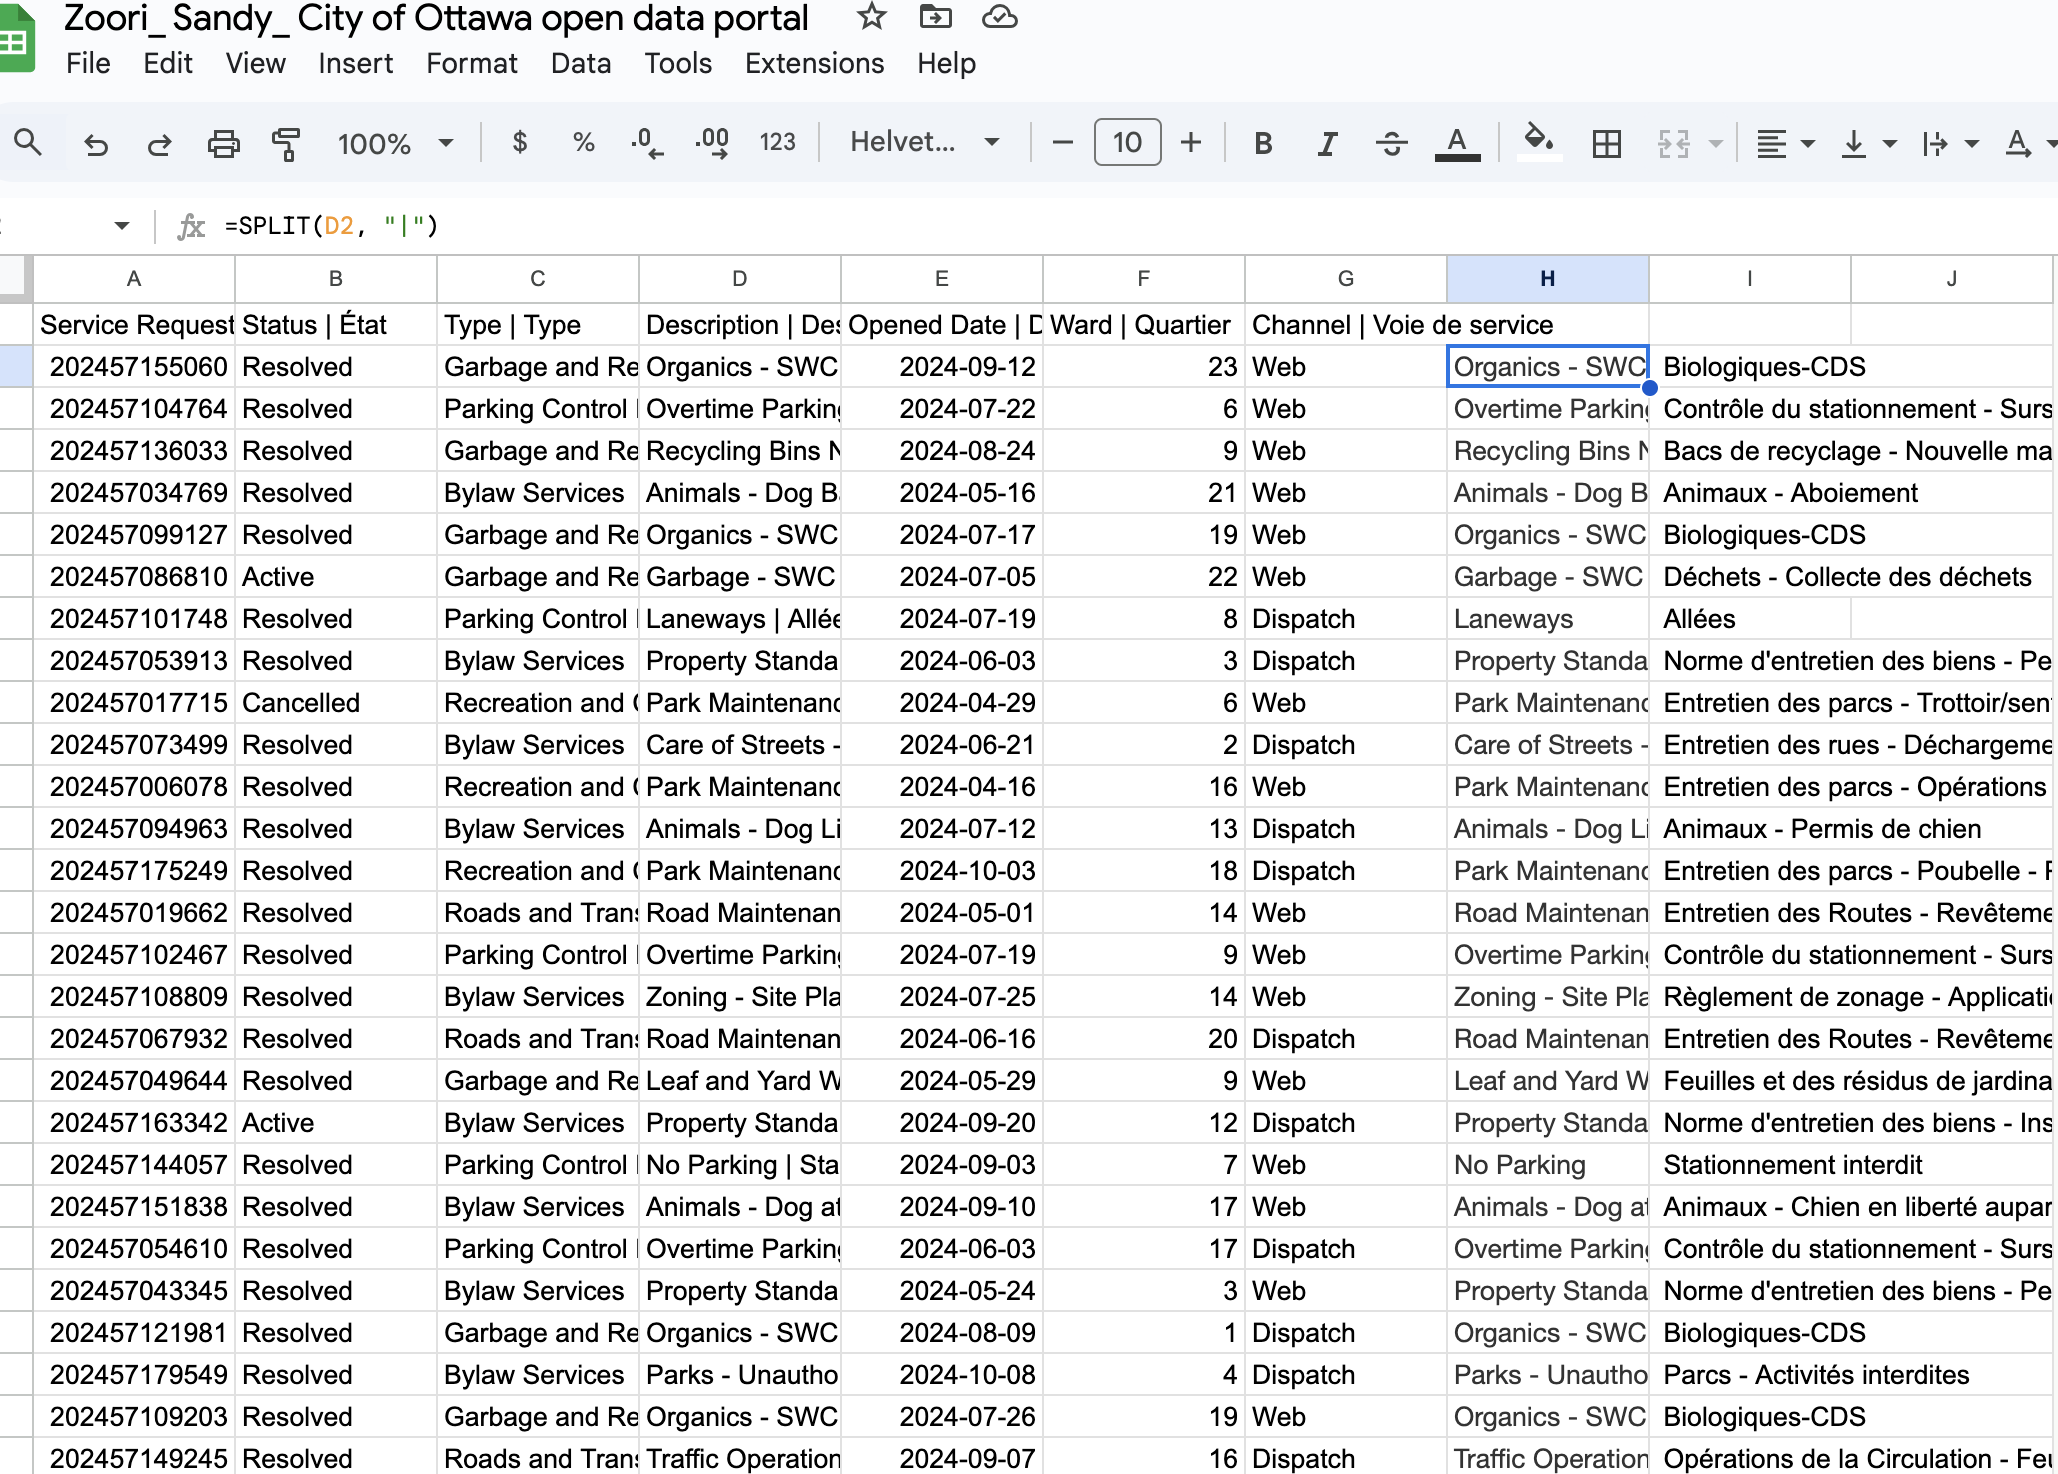 Zoori_ Sandy_ City of Ottawa open data portal
File Edit View Insert Format Data Tools Extensions Help
100% $ % .0 .00 123 Helvet... 10 B I A A
=SPLIT(D2, "|")
A B C D E F G H I J
Service Request Status | État Type | Type Description | Des Opened Date | D Ward | Quartier Channel | Voie de service
202457155060 Resolved Garbage and Re Organics - SWC 2024-09-12 23 Web Organics - SWC Biologiques-CDS
202457104764 Resolved Parking Control Overtime Parking 2024-07-22 6 Web Overtime Parking Contrôle du stationnement - Surs
202457136033 Resolved Garbage and Re Recycling Bins N 2024-08-24 9 Web Recycling Bins N Bacs de recyclage - Nouvelle ma
202457034769 Resolved Bylaw Services Animals - Dog B 2024-05-16 21 Web Animals - Dog B Animaux - Aboiement
202457099127 Resolved Garbage and Re Organics - SWC 2024-07-17 19 Web Organics - SWC Biologiques-CDS
202457086810 Active Garbage and Re Garbage - SWC 2024-07-05 22 Web Garbage - SWC Déchets - Collecte des déchets
202457101748 Resolved Parking Control Laneways | Allée 2024-07-19 8 Dispatch Laneways Allées
202457053913 Resolved Bylaw Services Property Standa 2024-06-03 3 Dispatch Property Standa Norme d'entretien des biens - Pe
202457017715 Cancelled Recreation and Park Maintenanc 2024-04-29 6 Web Park Maintenanc Entretien des parcs - Trottoir/sen
202457073499 Resolved Bylaw Services Care of Streets - 2024-06-21 2 Dispatch Care of Streets - Entretien des rues - Déchargeme
202457006078 Resolved Recreation and Park Maintenanc 2024-04-16 16 Web Park Maintenanc Entretien des parcs - Opérations
202457094963 Resolved Bylaw Services Animals - Dog Li 2024-07-12 13 Dispatch Animals - Dog Li Animaux - Permis de chien
202457175249 Resolved Recreation and Park Maintenanc 2024-10-03 18 Dispatch Park Maintenanc Entretien des parcs - Poubelle -
202457019662 Resolved Roads and Trans Road Maintenan 2024-05-01 14 Web Road Maintenan Entretien des Routes - Revêteme
202457102467 Resolved Parking Control Overtime Parking 2024-07-19 9 Web Overtime Parking Contrôle du stationnement - Surs
202457108809 Resolved Bylaw Services Zoning - Site Pla 2024-07-25 14 Web Zoning - Site Pla Règlement de zonage - Applicati
202457067932 Resolved Roads and Trans Road Maintenan 2024-06-16 20 Dispatch Road Maintenan Entretien des Routes - Revêteme
202457049644 Resolved Garbage and Re Leaf and Yard W 2024-05-29 9 Web Leaf and Yard W Feuilles et des résidus de jardina
202457163342 Active Bylaw Services Property Standa 2024-09-20 12 Dispatch Property Standa Norme d'entretien des biens - Ins
202457144057 Resolved Parking Control No Parking | Sta 2024-09-03 7 Web No Parking Stationnement interdit
202457151838 Resolved Bylaw Services Animals - Dog at 2024-09-10 17 Web Animals - Dog at Animaux - Chien en liberté aupar
202457054610 Resolved Parking Control Overtime Parking 2024-06-03 17 Dispatch Overtime Parking Contrôle du stationnement - Surs
202457043345 Resolved Bylaw Services Property Standa 2024-05-24 3 Web Property Standa Norme d'entretien des biens - Pe
202457121981 Resolved Garbage and Re Organics - SWC 2024-08-09 1 Dispatch Organics - SWC Biologiques-CDS
202457179549 Resolved Bylaw Services Parks - Unautho 2024-10-08 4 Dispatch Parks - Unautho Parcs - Activités interdites
202457109203 Resolved Garbage and Re Organics - SWC 2024-07-26 19 Web Organics - SWC Biologiques-CDS
202457149245 Resolved Roads and Trans Traffic Operation 2024-09-07 16 Dispatch Traffic Operation Opérations de la Circulation - Feu